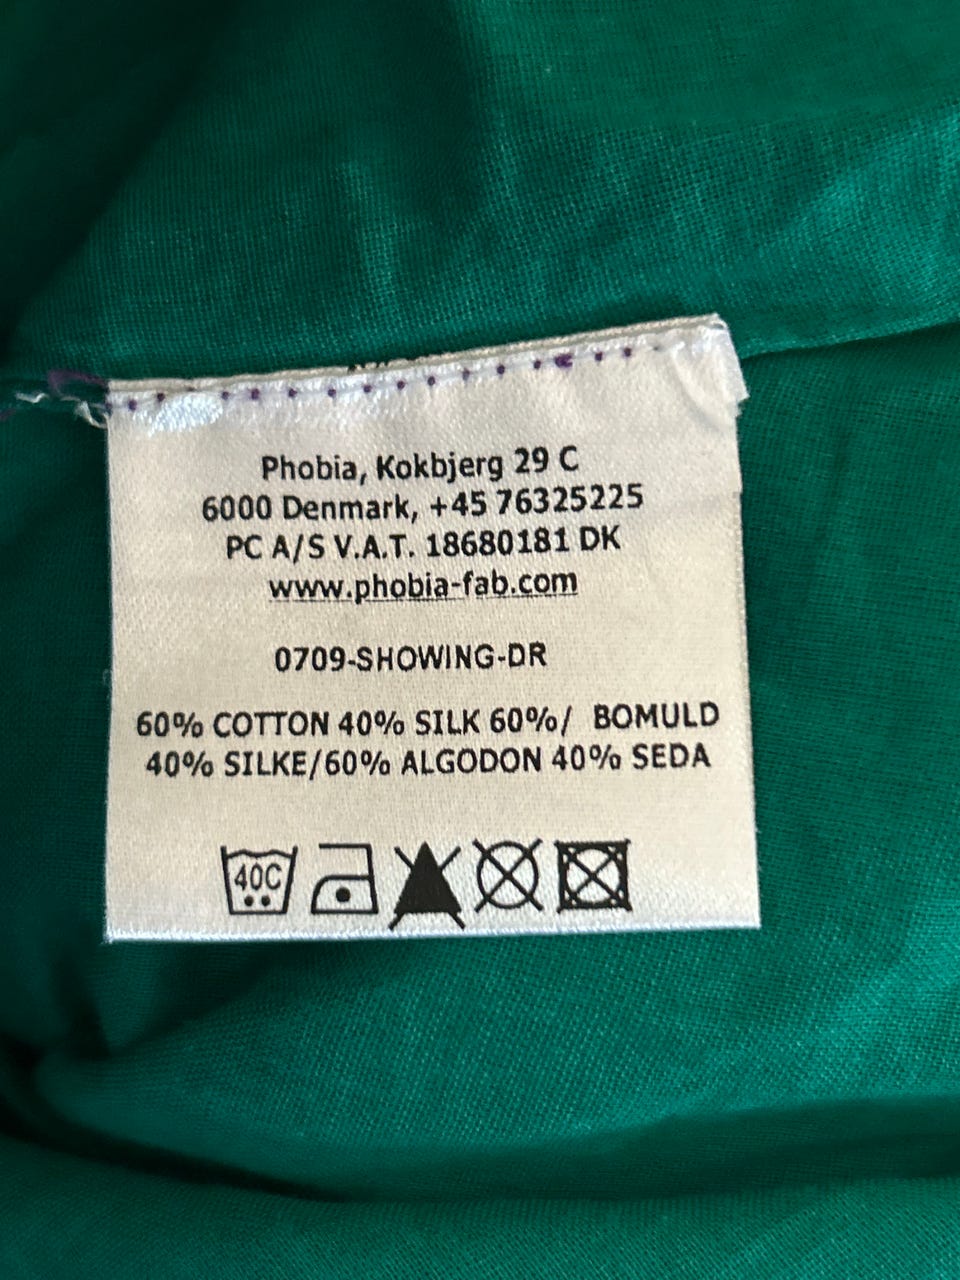 Phobia, Kokbjerg 29 C
6000 Denmark, +45 76325225
PC A/S V.A.T. 18680181 DK
www.phobia-fab.com
0709-SHOWING-DR
60% COTTON 40% SILK 60%/ BOMULD
40% SILKE/60% ALGODON 40% SEDA
40C